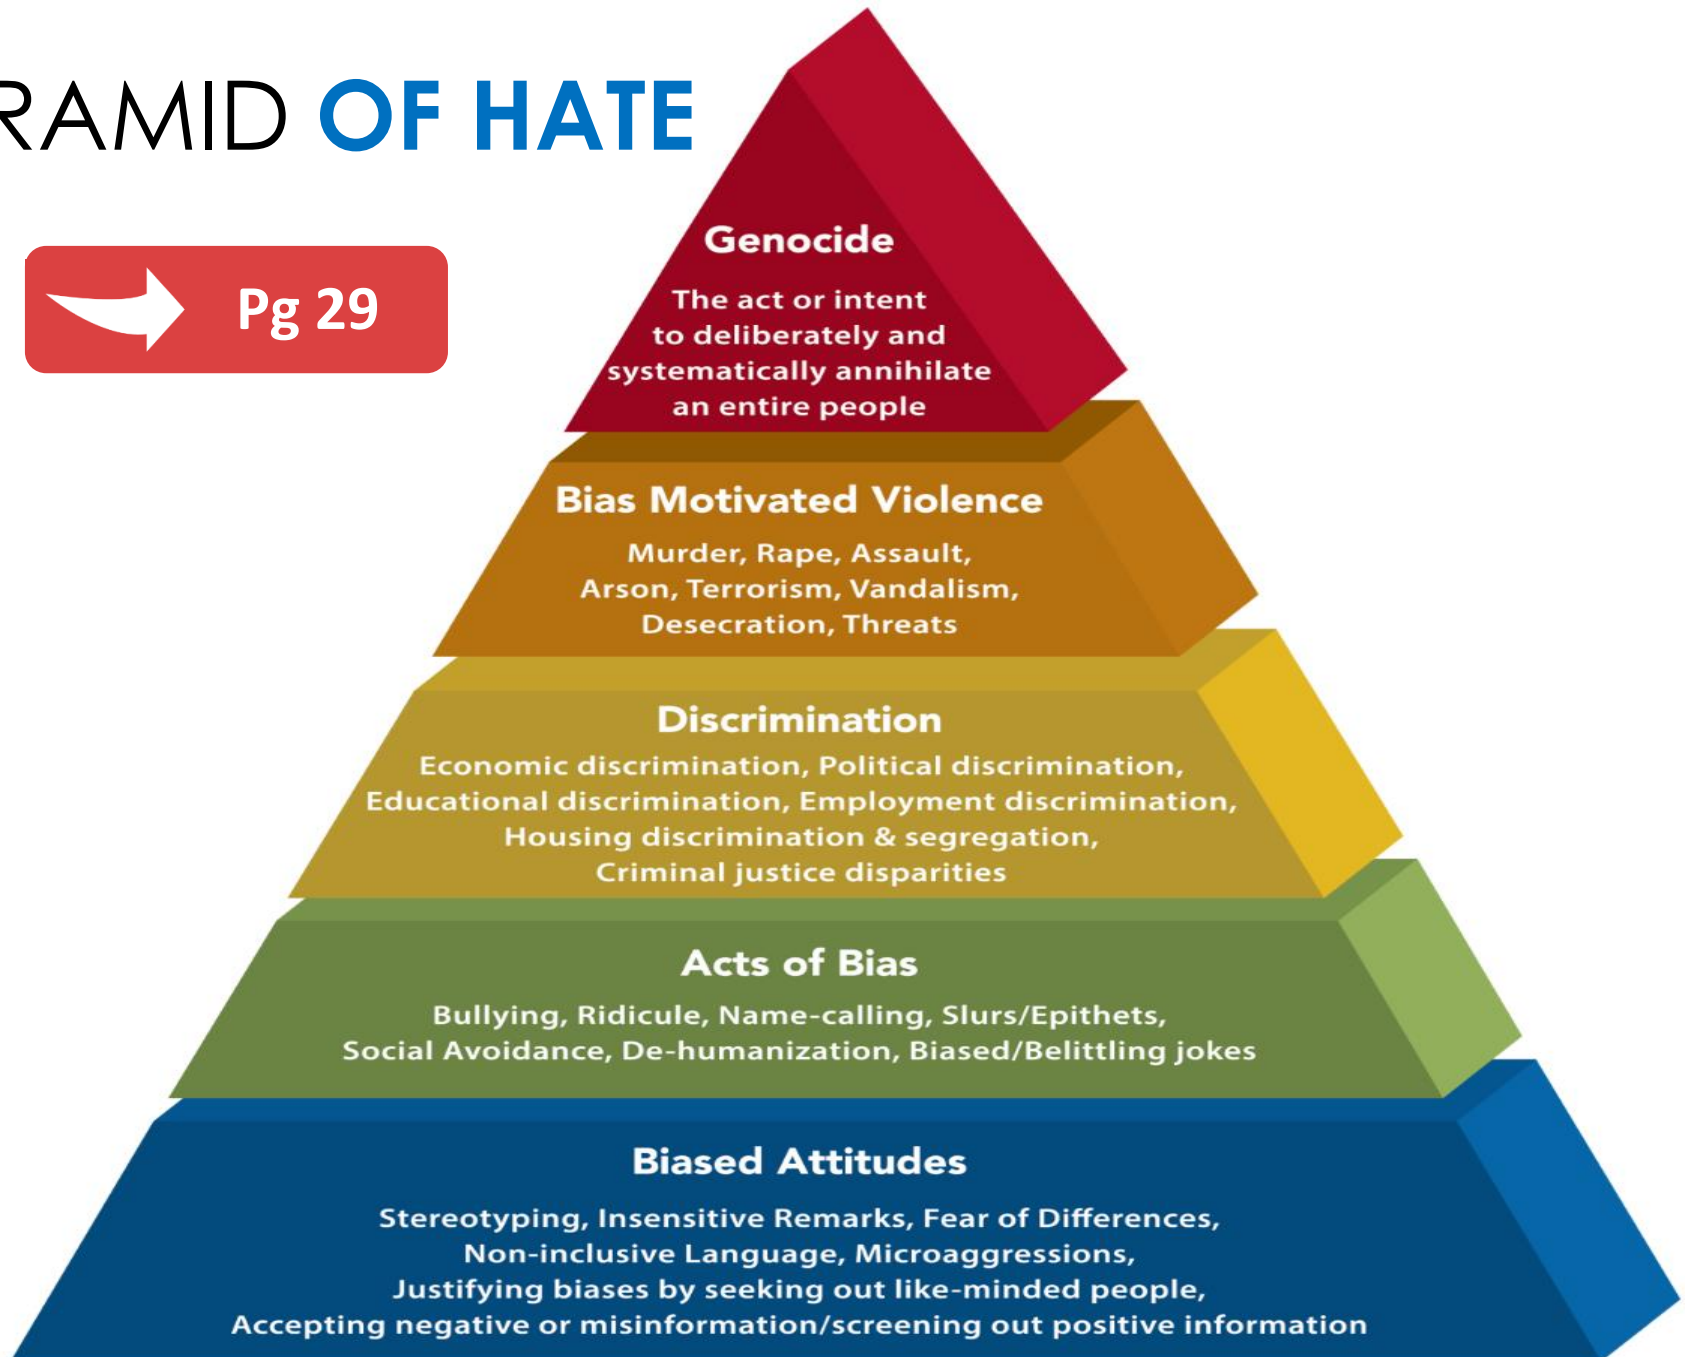 RAMID OF HATE
Pg 29
Genocide
The act or intent
to deliberately and
systematically annihilate
an entire people
Bias Motivated Violence
Murder, Rape, Assault,
Arson, Terrorism, Vandalism,
Desecration, Threats
Discrimination
Economic discrimination, Political discrimination,
Educational discrimination, Employment discrimination,
Housing discrimination & segregation,
Criminal justice disparities
Acts of Bias
Bullying, Ridicule, Name-calling, Slurs/Epithets,
Social Avoidance, De-humanization, Biased/Belittling jokes
Biased Attitudes
Stereotyping, Insensitive Remarks, Fear of Differences,
Non-inclusive Language, Microaggressions,
Justifying biases by seeking out like-minded people,
Accepting negative or misinformation/screening out positive information